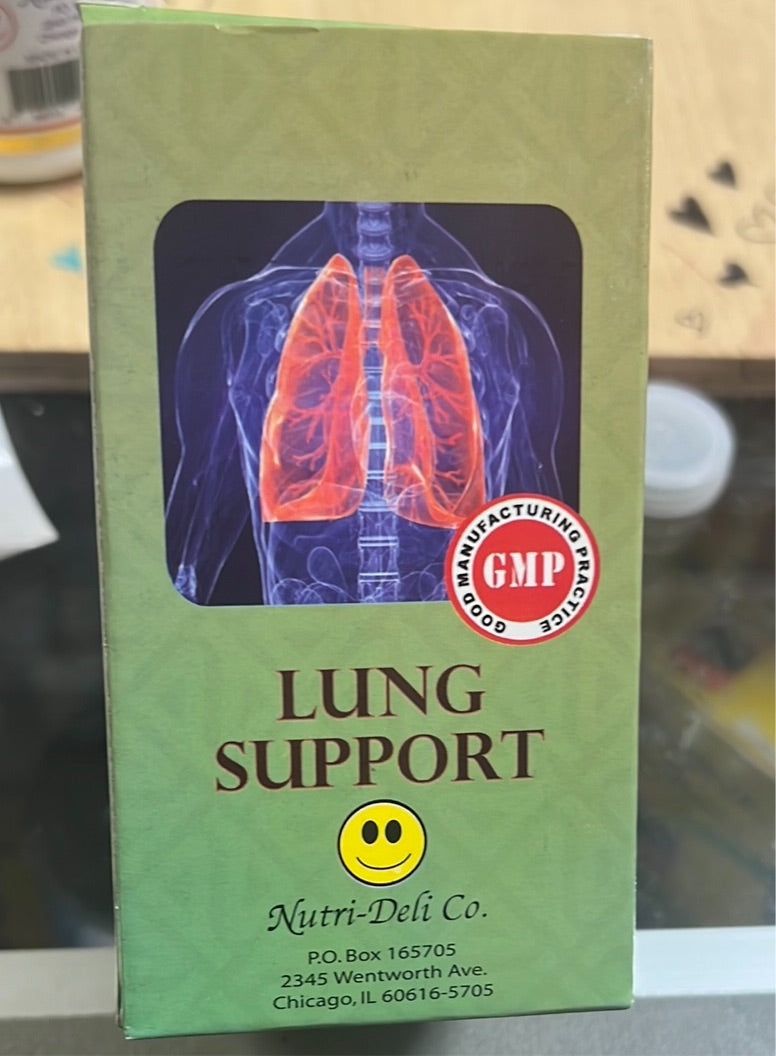 GOOD MANUFACTURING PRACTICE
GMP
LUNG
SUPPORT
Nutri-Deli Co.
P.O. Box 165705
2345 Wentworth Ave.
Chicago, IL 60616-5705